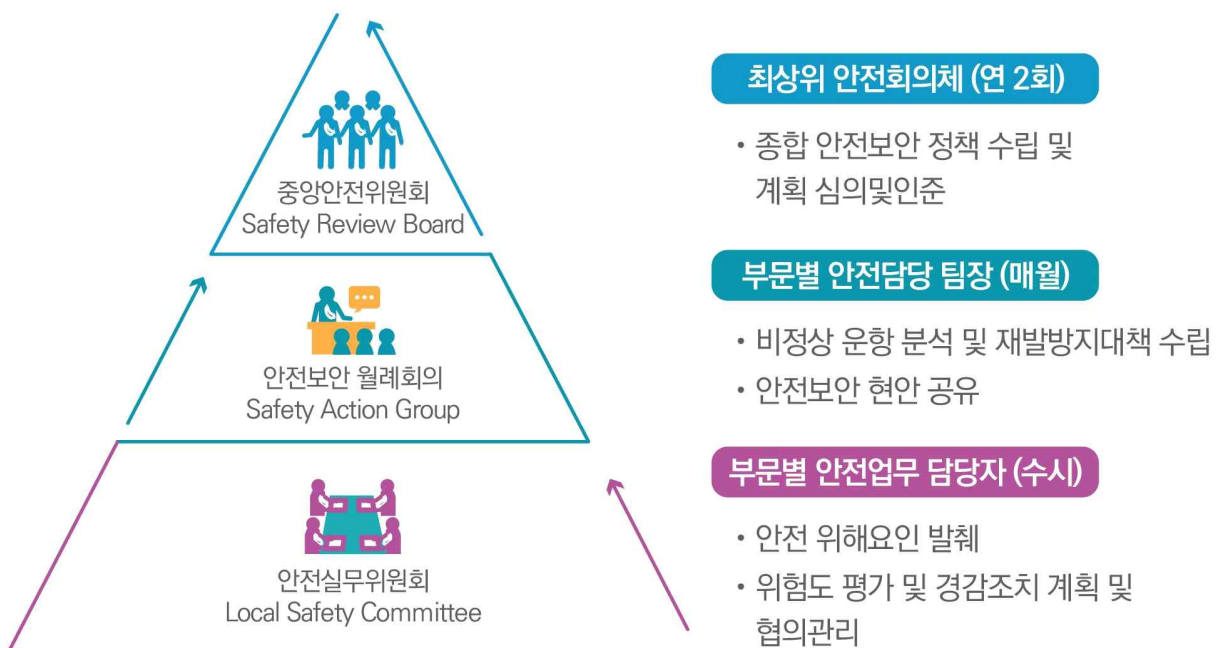 중앙안전위원회
Safety Review Board
최상위 안전회의체 (연 2회)
· 종합 안전보안 정책 수립 및
계획 심의및인준
안전보안 월례회의
Safety Action Group
부문별 안전담당 팀장 (매월)
· 비정상 운항 분석 및 재발방지대책 수립
· 안전보안 현안 공유
안전실무위원회
Local Safety Committee
부문별 안전업무 담당자 (수시)
· 안전 위해요인 발췌
· 위험도 평가 및 경감조치 계획 및
협의관리